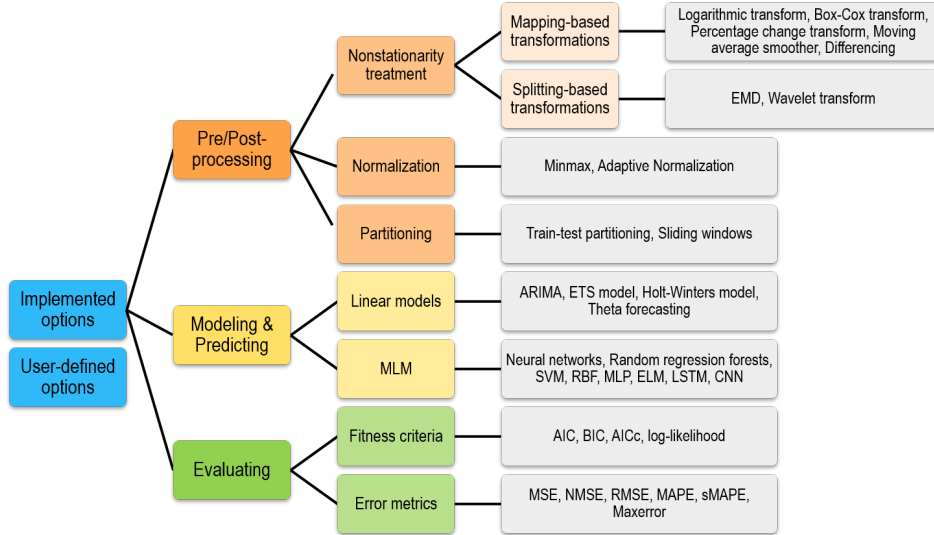 Implemented
options
User-defined
options
Pre/Post-
processing
Nonstationarity
treatment
Mapping-based
transformations
Logarithmic transform, Box-Cox transform,
Percentage change transform, Moving
average smoother, Differencing
Splitting-based
transformations
EMD, Wavelet transform
Normalization
Minmax, Adaptive Normalization
Partitioning
Train-test partitioning, Sliding windows
Modeling &
Predicting
Linear models
ARIMA, ETS model, Holt-Winters model,
Theta forecasting
MLM
Neural networks, Random regression forests,
SVM, RBF, MLP, ELM, LSTM, CNN
Evaluating
Fitness criteria
AIC, BIC, AICc, log-likelihood
Error metrics
MSE, NMSE, RMSE, MAPE, sMAPE,
Maxerror